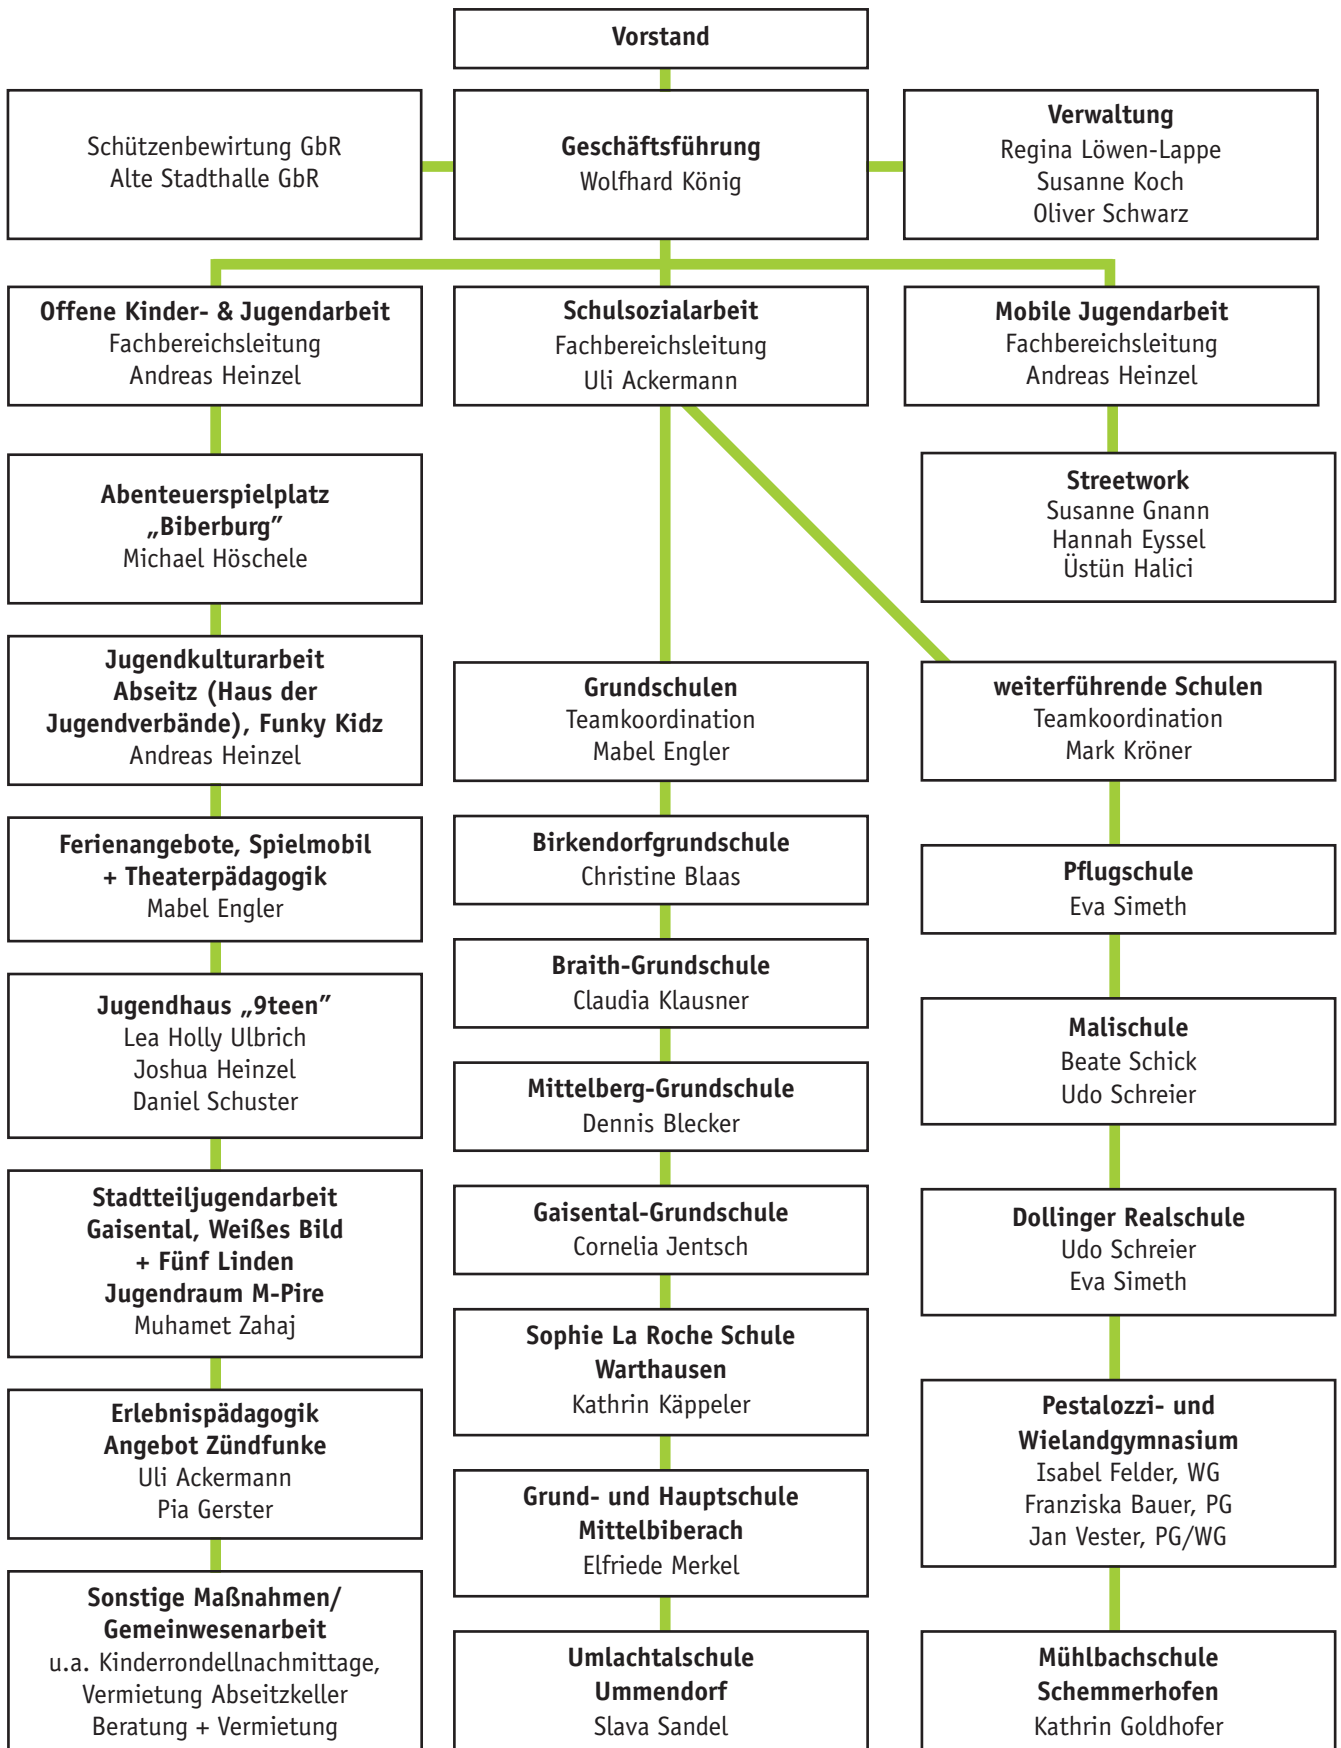 Vorstand
Schützenbewirtung GbR
Alte Stadthalle GbR
Geschäftsführung
Wolfhard König
Verwaltung
Regina Löwen-Lappe
Susanne Koch
Oliver Schwarz
Offene Kinder- & Jugendarbeit
Fachbereichsleitung
Andreas Heinzel
Schulsozialarbeit
Fachbereichsleitung
Uli Ackermann
Mobile Jugendarbeit
Fachbereichsleitung
Andreas Heinzel
Abenteuerspielplatz
„Biberburg”
Michael Höschele
Jugendkulturarbeit
Abseitz (Haus der
Jugendverbände), Funky Kidz
Andreas Heinzel
Ferienangebote, Spielmobil
+ Theaterpädagogik
Mabel Engler
Jugendhaus „9teen”
Lea Holly Ulbrich
Joshua Heinzel
Daniel Schuster
Stadtteiljugendarbeit
Gaisental, Weißes Bild
+ Fünf Linden
Jugendraum M-Pire
Muhamet Zahaj
Erlebnispädagogik
Angebot Zündfunke
Uli Ackermann
Pia Gerster
Sonstige Maßnahmen/
Gemeinwesenarbeit
u.a. Kinderrondellnachmittage,
Vermietung Abseitzkeller
Beratung + Vermietung
Grundschulen
Teamkoordination
Mabel Engler
Birkendorfgrundschule
Christine Blaas
Braith-Grundschule
Claudia Klausner
Mittelberg-Grundschule
Dennis Blecker
Gaisental-Grundschule
Cornelia Jentsch
Sophie La Roche Schule
Warthausen
Kathrin Käppeler
Grund- und Hauptschule
Mittelbiberach
Elfriede Merkel
Umlachtalschule
Ummendorf
Slava Sandel
Streetwork
Susanne Gnann
Hannah Eyssel
Üstün Halici
weiterführende Schulen
Teamkoordination
Mark Kröner
Pflugschule
Eva Simeth
Malischule
Beate Schick
Udo Schreier
Dollinger Realschule
Udo Schreier
Eva Simeth
Pestalozzi- und
Wielandgymnasium
Isabel Felder, WG
Franziska Bauer, PG
Jan Vester, PG/WG
Mühlbachschule
Schemmerhofen
Kathrin Goldhofer